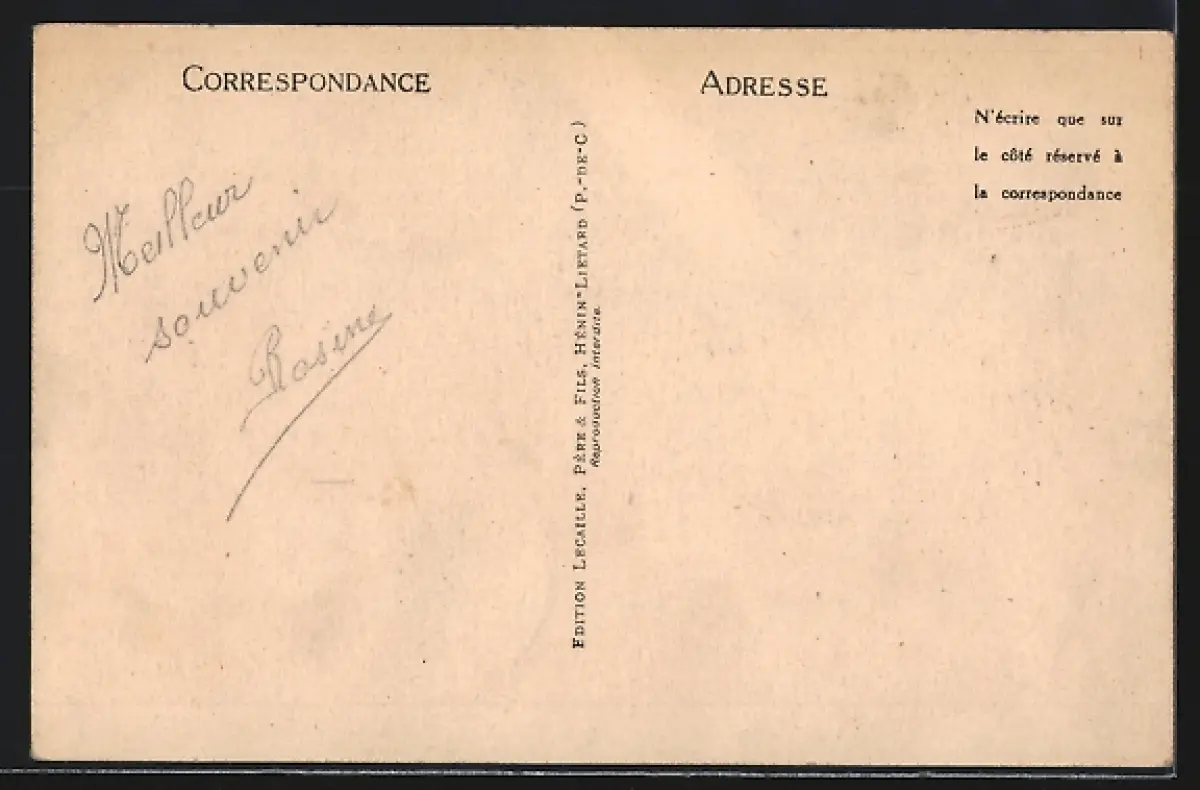 CORRESPONDANCE
ADRESSE
N'écrire que sur
le côté réservé à
la correspondance
Meilleur
souvenir
Rosine
EDITION LECAILLE, PÈRE & FILS, HÉNIN-LIÉTARD (P.-DE-C)
Reproduction interdite.